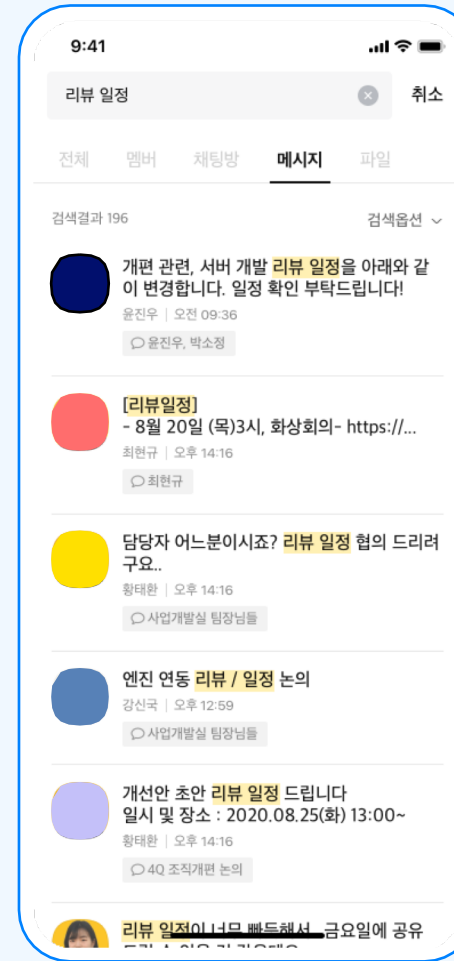 9:41
리뷰 일정
취소
전체 멤버 채팅방 메시지 파일
검색결과 196
검색옵션
개편 관련, 서버 개발 리뷰 일정을 아래와 같
이 변경합니다. 일정 확인 부탁드립니다!
윤진우 | 오전 09:36
윤진우, 박소정
[리뷰일정]
- 8월 20일 (목)3시, 화상회의- https://...
최현규 | 오후 14:16
최현규
담당자 어느분이시죠? 리뷰 일정 협의 드리려
구요..
황태환 | 오후 14:16
사업개발실 팀장님들
엔진 연동 리뷰 / 일정 논의
강신국 | 오후 12:59
사업개발실 팀장님들
개선안 초안 리뷰 일정 드립니다
일시 및 장소 : 2020.08.25(화) 13:00~
황태환 | 오후 14:16
4Q 조직개편 논의
리뷰 일정이 너무 빠듯해서 금요일에 공유